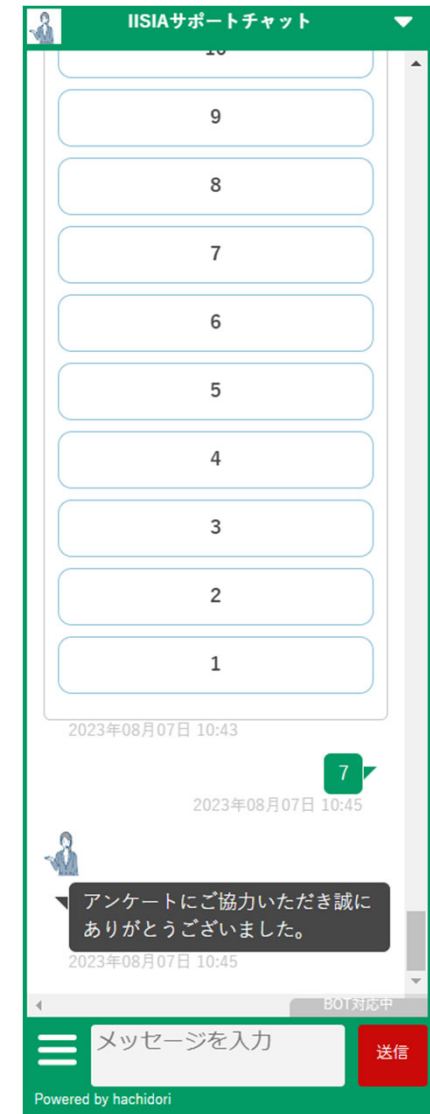 IISIAサポートチャット
10
9
8
7
6
5
4
3
2
1
2023年08月07日 10:43
7
2023年08月07日 10:45
アンケートにご協力いただき誠に
ありがとうございました。
2023年08月07日 10:45
BOT対応中
メッセージを入力
送信
Powered by hachidori